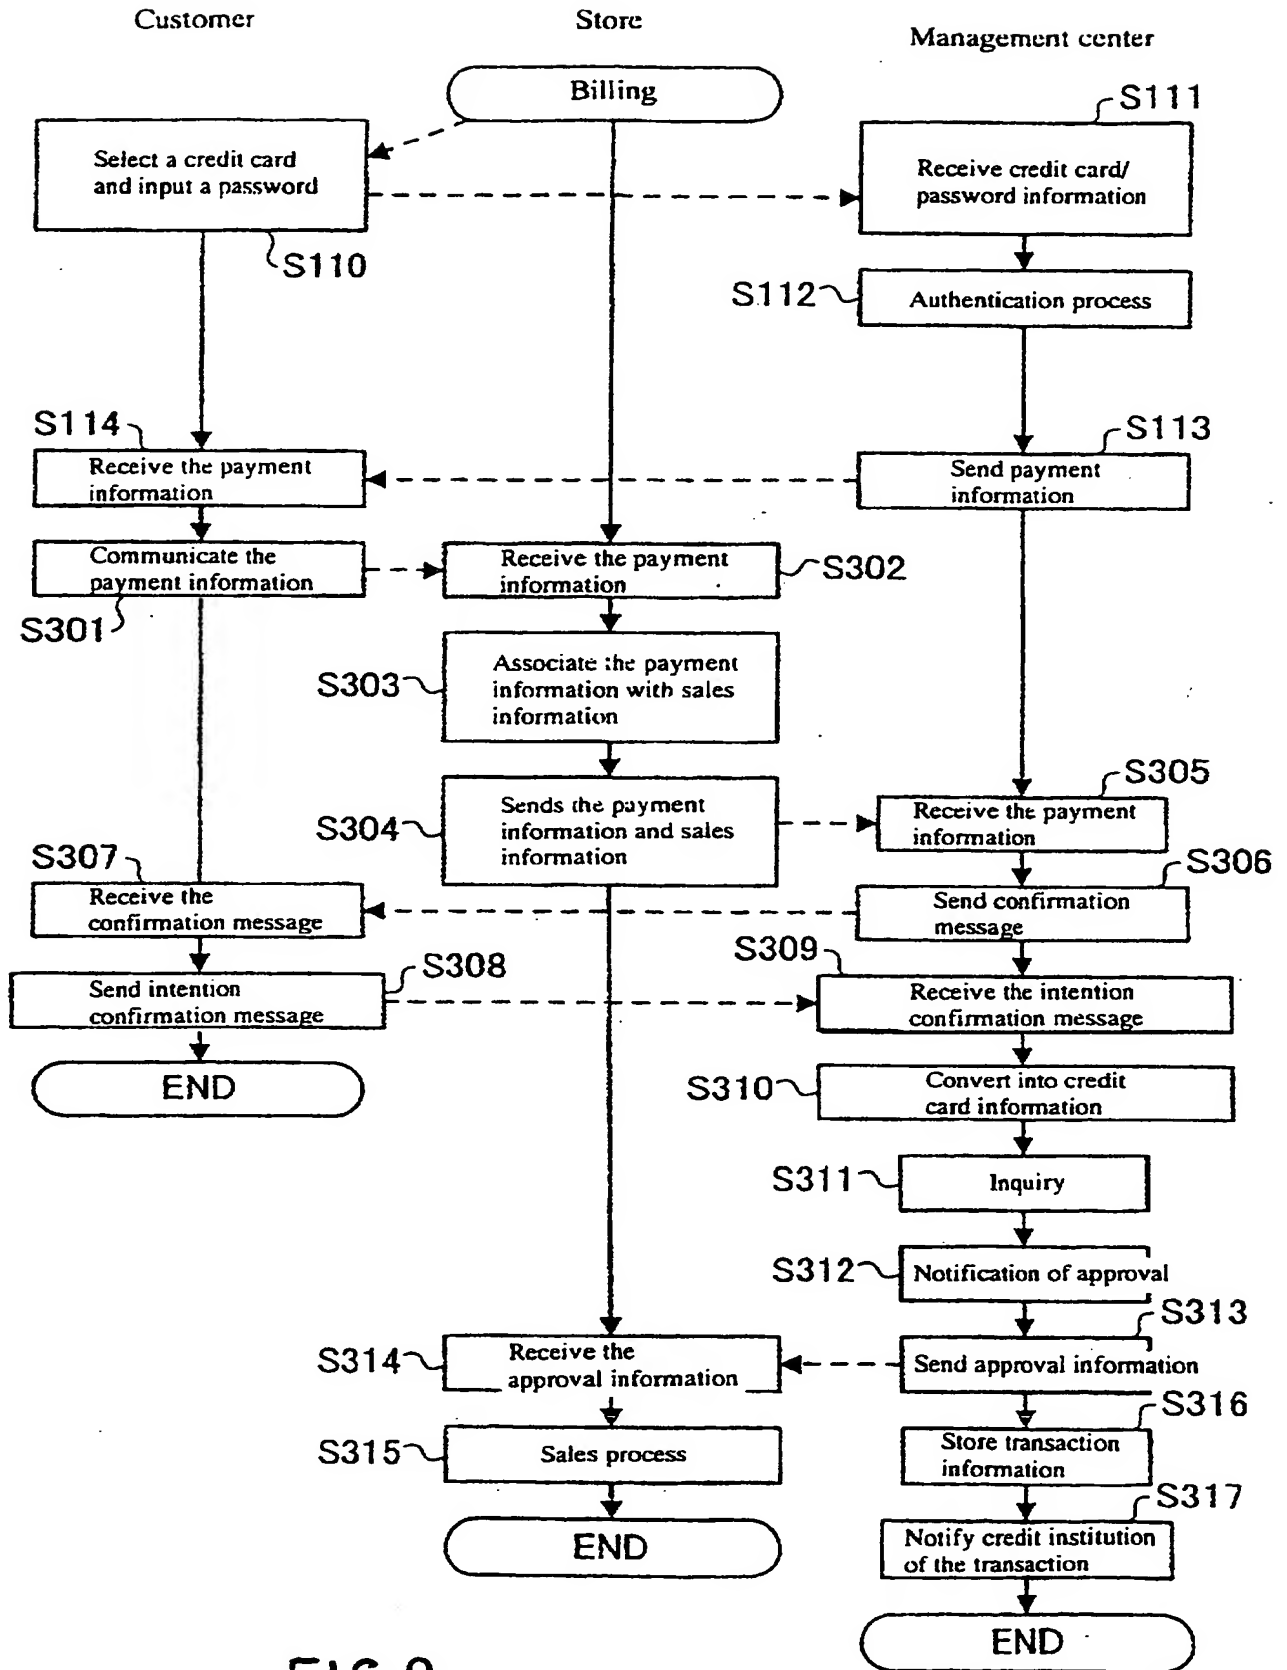 Customer
Store
Management center
Billing
S111
Select a credit card
and input a password
Receive credit card/
password information
S110
S112
Authentication process
S114
S113
Receive the payment
information
Send payment
information
Communicate the
payment information
Receive the payment
information
S302
S301
S303
Associate the payment
information with sales
information
S305
S304
Sends the payment
information and sales
information
Receive the payment
information
S307
S306
Receive the
confirmation message
Send confirmation
message
S309
S308
Send intention
confirmation message
Receive the intention
confirmation message
END
S310
Convert into credit
card information
S311
Inquiry
S312
Notification of approval
S313
S314
Receive the
approval information
Send approval information
S316
S315
Sales process
Store transaction
information
S317
END
Notify credit institution
of the transaction
END